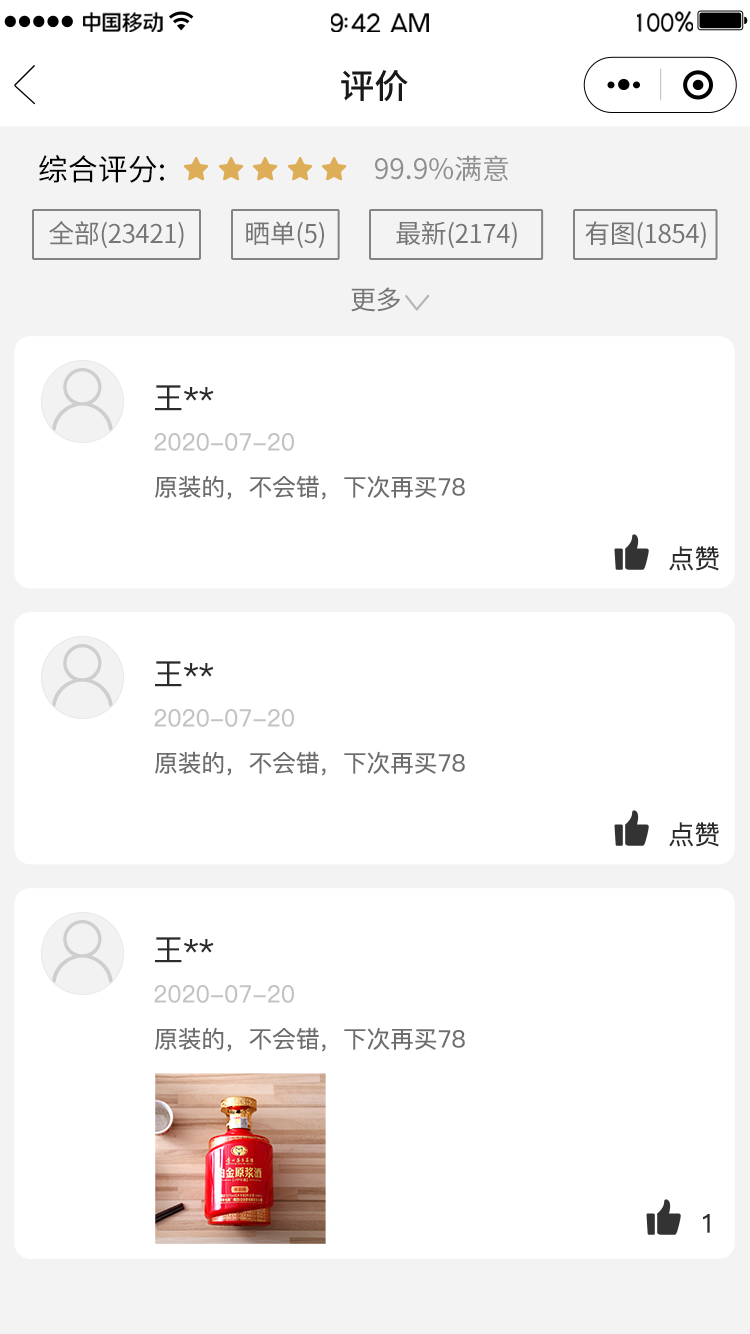 中国移动 9:42 AM 100%
评价
综合评分: 99.9%满意
全部(23421) 晒单(5) 最新(2174) 有图(1854)
更多
王**
2020-07-20
原装的，不会错，下次再买78
点赞
王**
2020-07-20
原装的，不会错，下次再买78
点赞
王**
2020-07-20
原装的，不会错，下次再买78
白金原浆酒
1